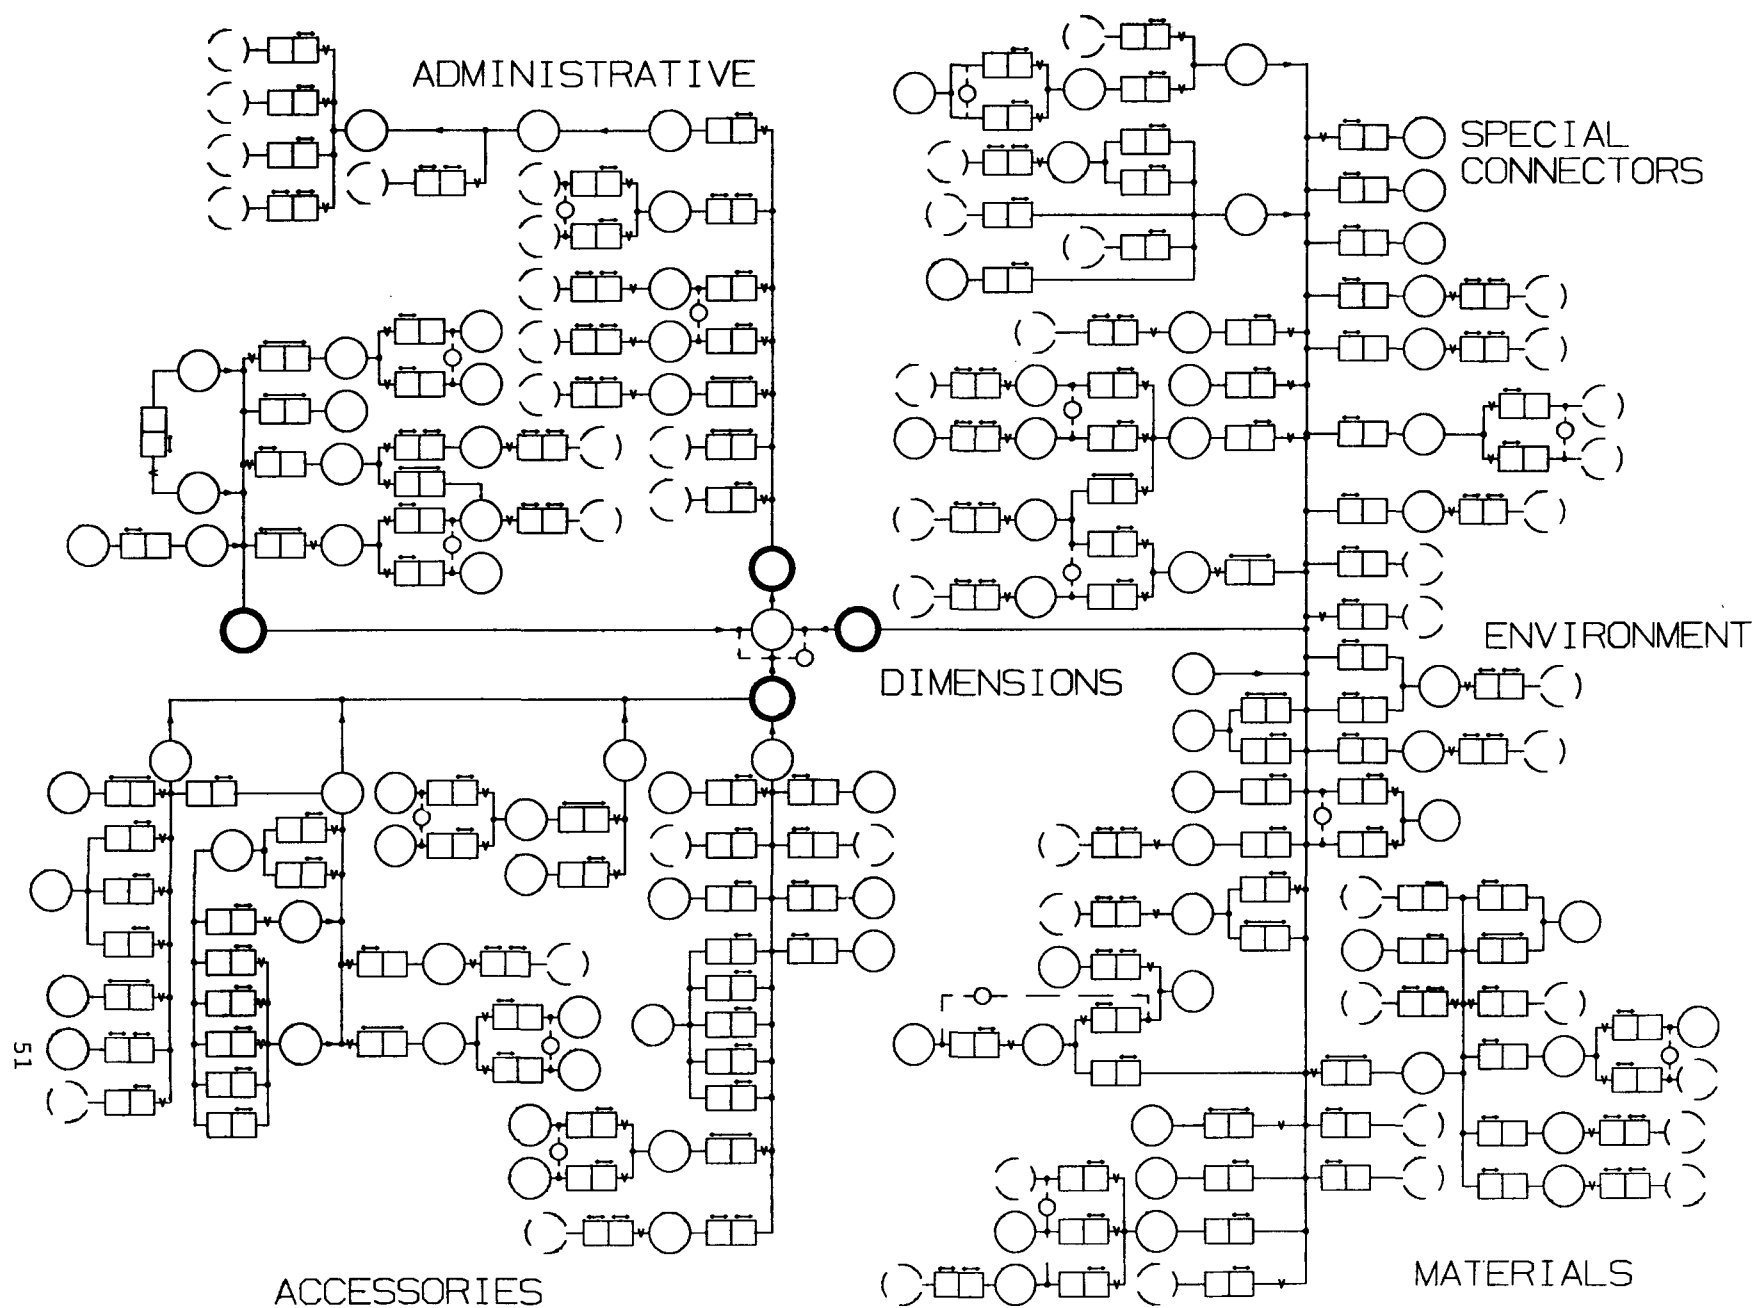 ADMINISTRATIVE
SPECIAL
CONNECTORS
ENVIRONMENT
DIMENSIONS
51
MATERIALS
ACCESSORIES